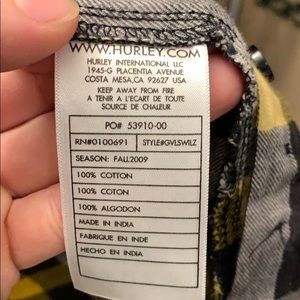 WWW.HURLEY.COM
HURLEY INTERNATIONAL LLC
1945-G PLACENTIA AVENUE
COSTA MESA,CA 92627 USA
KEEP AWAY FROM FIRE
A TENIR A L'ECART DE TOUTE
SOURCE DE CHALEUR
PO# 53910-00
RN#0100691 STYLE#GVLSWILZ
SEASON: FALL2009
100% COTTON
100% COTON
100% ALGODON
MADE IN INDIA
FABRIQUE EN INDE
HECHO EN INDIA